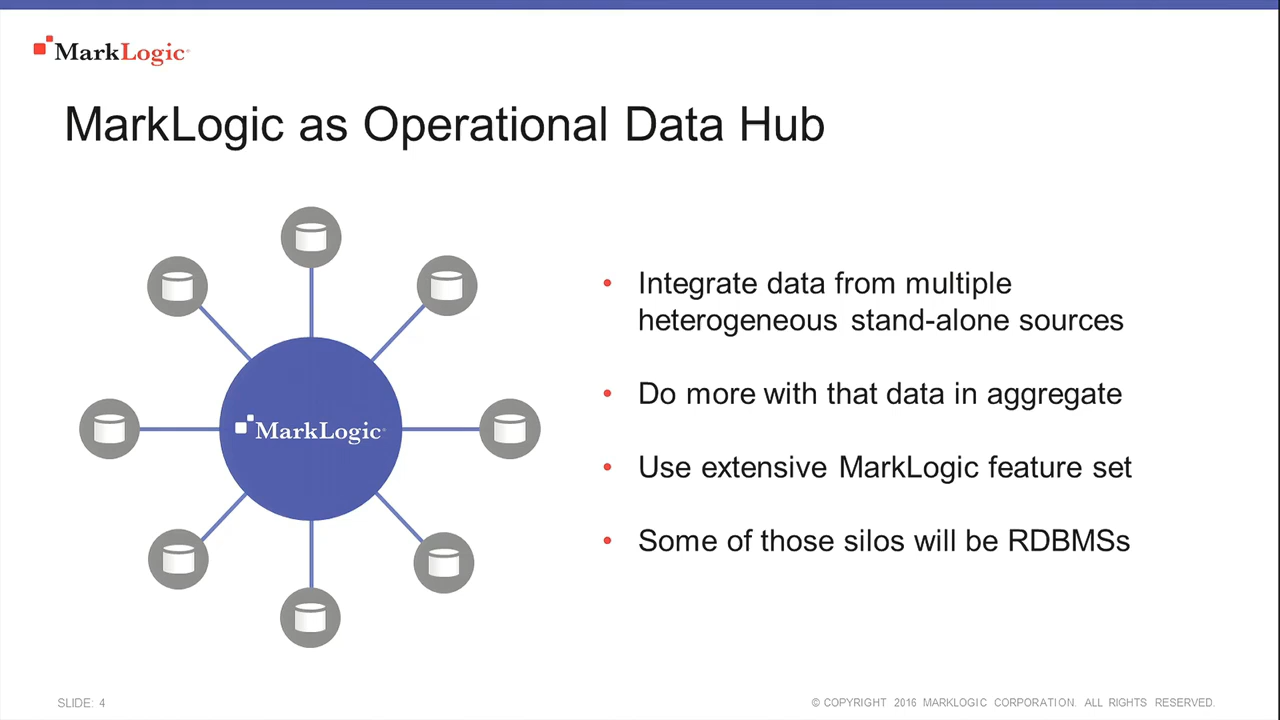 MarkLogic
MarkLogic as Operational Data Hub
MarkLogic
• Integrate data from multiple
heterogeneous stand-alone sources
• Do more with that data in aggregate
• Use extensive MarkLogic feature set
• Some of those silos will be RDBMSs
SLIDE: 4
© COPYRIGHT 2016 MARKLOGIC CORPORATION. ALL RIGHTS RESERVED.